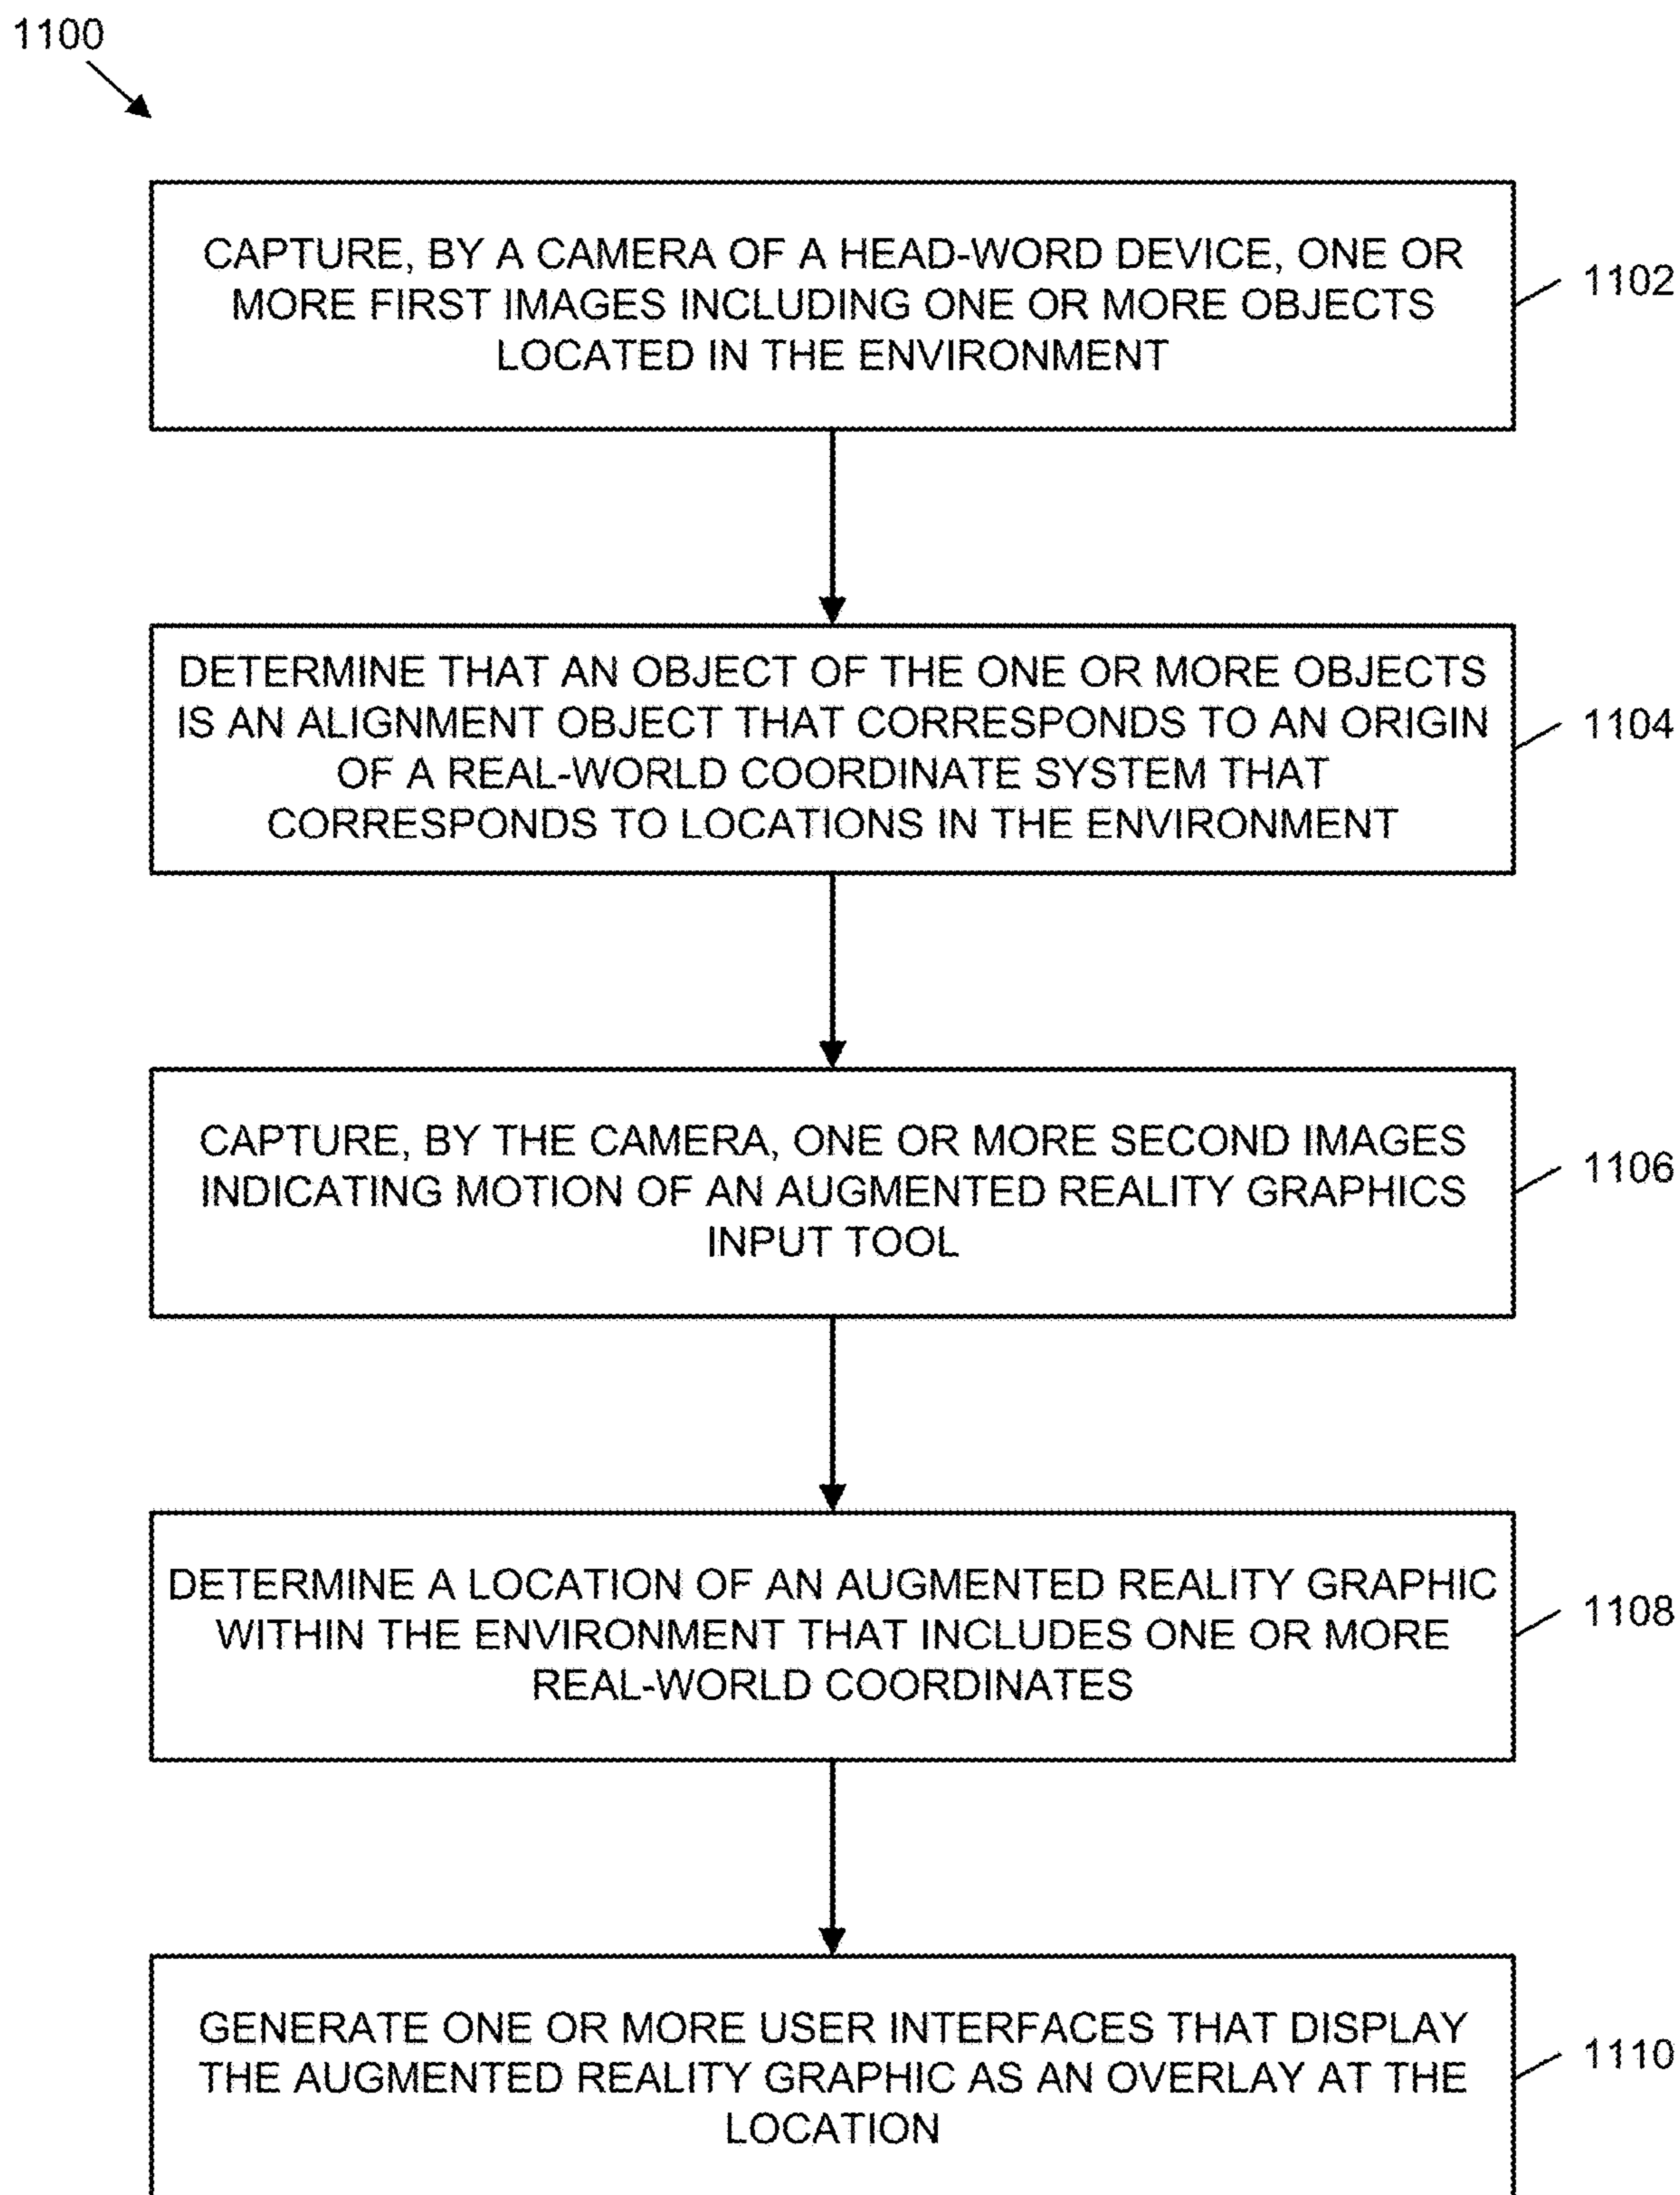 1100
CAPTURE, BY A CAMERA OF A HEAD-WORD DEVICE, ONE OR
MORE FIRST IMAGES INCLUDING ONE OR MORE OBJECTS
LOCATED IN THE ENVIRONMENT
1102
DETERMINE THAT AN OBJECT OF THE ONE OR MORE OBJECTS
IS AN ALIGNMENT OBJECT THAT CORRESPONDS TO AN ORIGIN
OF A REAL-WORLD COORDINATE SYSTEM THAT
CORRESPONDS TO LOCATIONS IN THE ENVIRONMENT
1104
CAPTURE, BY THE CAMERA, ONE OR MORE SECOND IMAGES
INDICATING MOTION OF AN AUGMENTED REALITY GRAPHICS
INPUT TOOL
1106
DETERMINE A LOCATION OF AN AUGMENTED REALITY GRAPHIC
WITHIN THE ENVIRONMENT THAT INCLUDES ONE OR MORE
REAL-WORLD COORDINATES
1108
GENERATE ONE OR MORE USER INTERFACES THAT DISPLAY
THE AUGMENTED REALITY GRAPHIC AS AN OVERLAY AT THE
LOCATION
1110